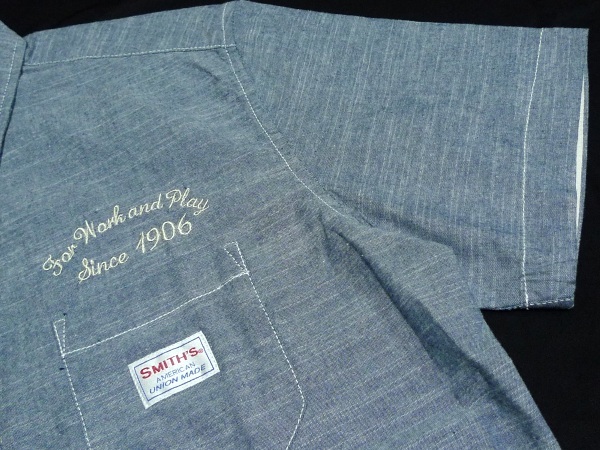 For Work and Play
Since 1906
SMITH'S®
AMERICAN
UNION MADE